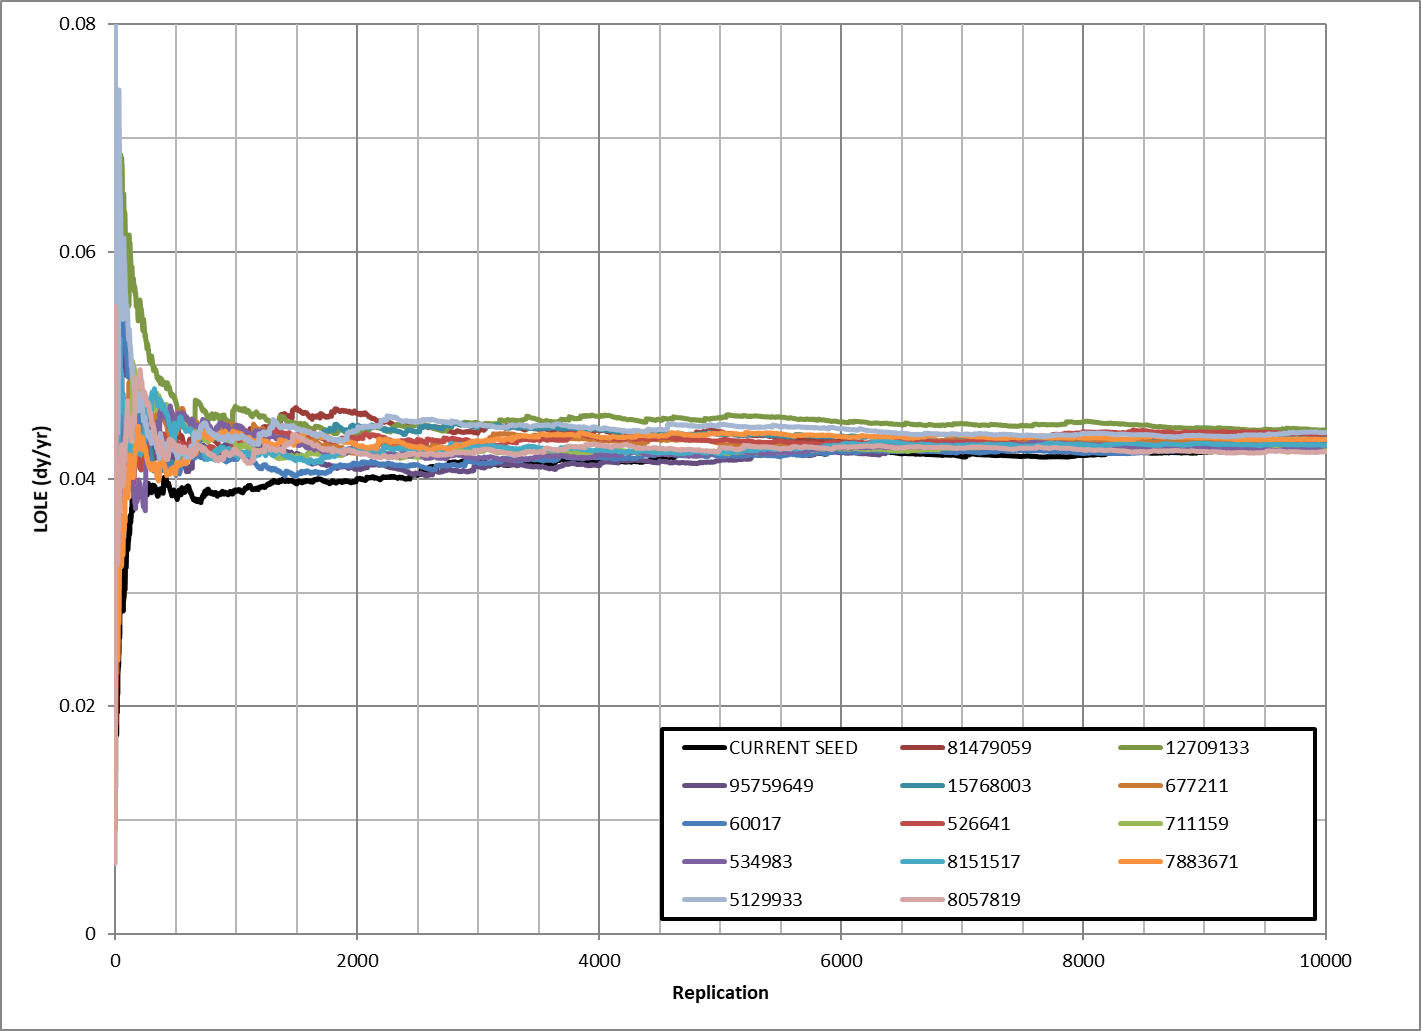 0.08
0.06
0.04
0.02
0
LOLE (dy/yr)
CURRENT SEED 81479059 12709133
95759649 15768003 677211
60017 526641 711159
534983 8151517 7883671
5129933 8057819
0 2000 4000 6000 8000 10000
Replication